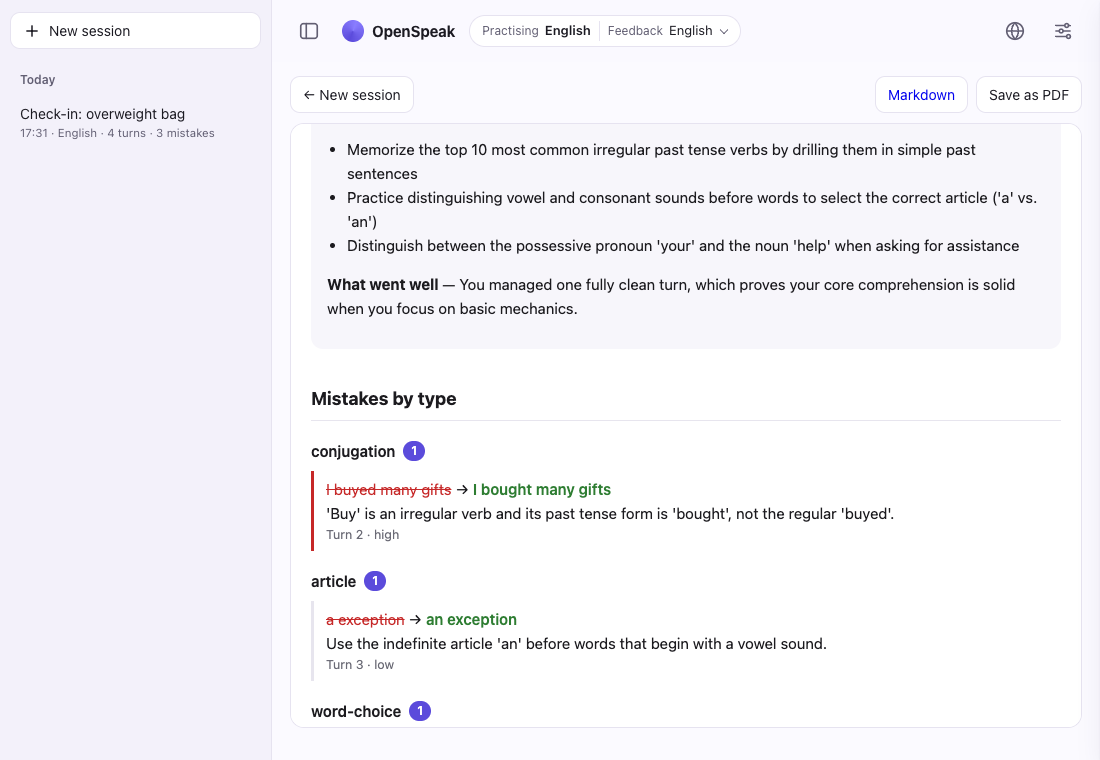 New session
Today
Check-in: overweight bag
17:31 · English · 4 turns · 3 mistakes
OpenSpeak
Practising English
Feedback English
← New session
Markdown
Save as PDF
• Memorize the top 10 most common irregular past tense verbs by drilling them in simple past
sentences
• Practice distinguishing vowel and consonant sounds before words to select the correct article ('a' vs.
'an')
• Distinguish between the possessive pronoun 'your' and the noun 'help' when asking for assistance
What went well — You managed one fully clean turn, which proves your core comprehension is solid
when you focus on basic mechanics.
Mistakes by type
conjugation 1
I buyed many gifts → I bought many gifts
'Buy' is an irregular verb and its past tense form is 'bought', not the regular 'buyed'.
Turn 2 · high
article 1
a exception → an exception
Use the indefinite article 'an' before words that begin with a vowel sound.
Turn 3 · low
word-choice 1